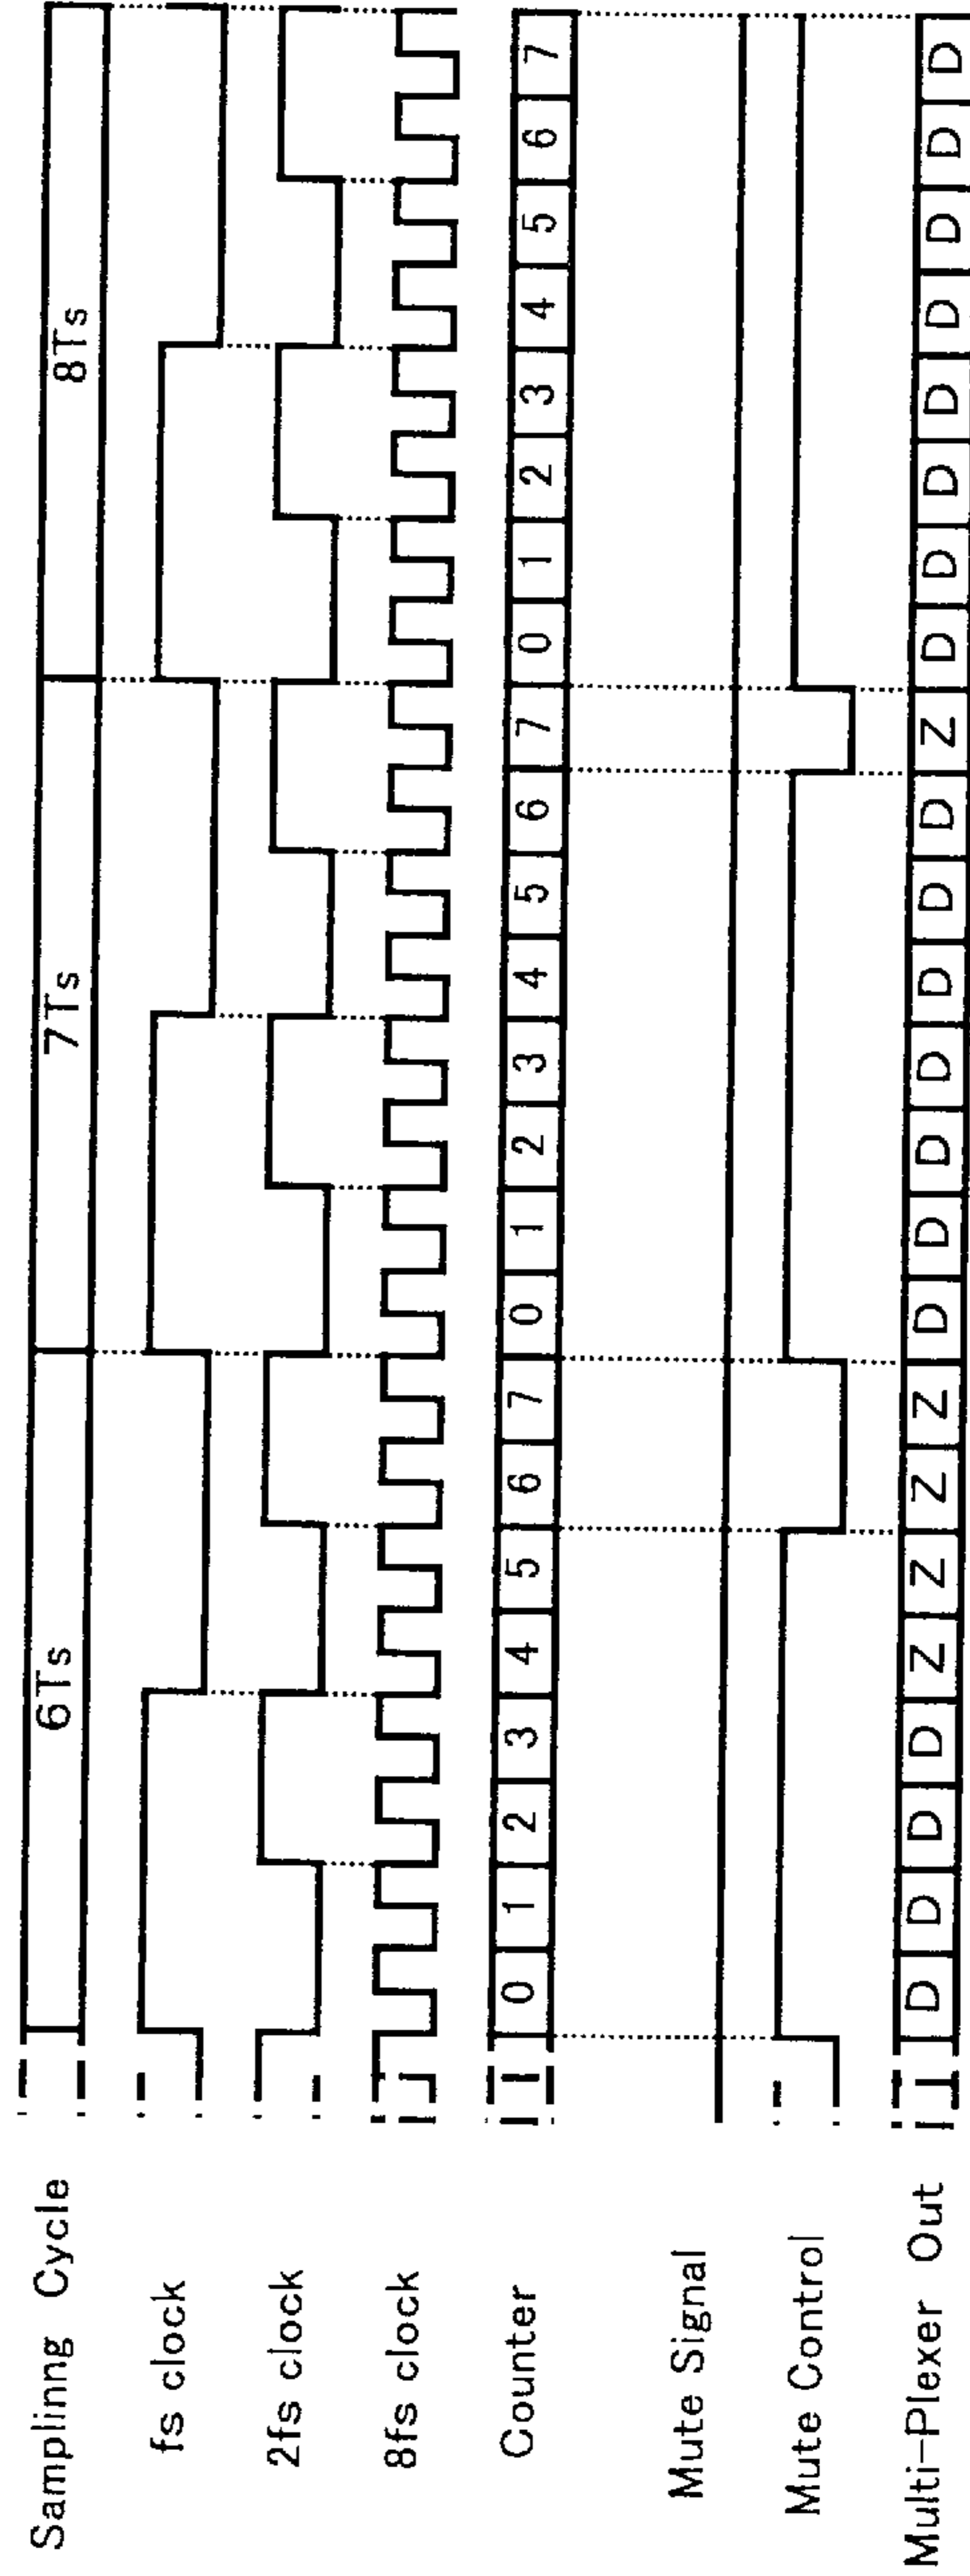 Samplinng Cycle 6Ts 7Ts 8Ts
fs clock
2fs clock
8fs clock
Counter 0 1 2 3 4 5 6 7 0 1 2 3 4 5 6 7 0 1 2 3 4 5 6 7
Mute Signal
Mute Control
Multi-Plexer Out D D D D Z Z Z Z D D D D D D D Z D D D D D D D D